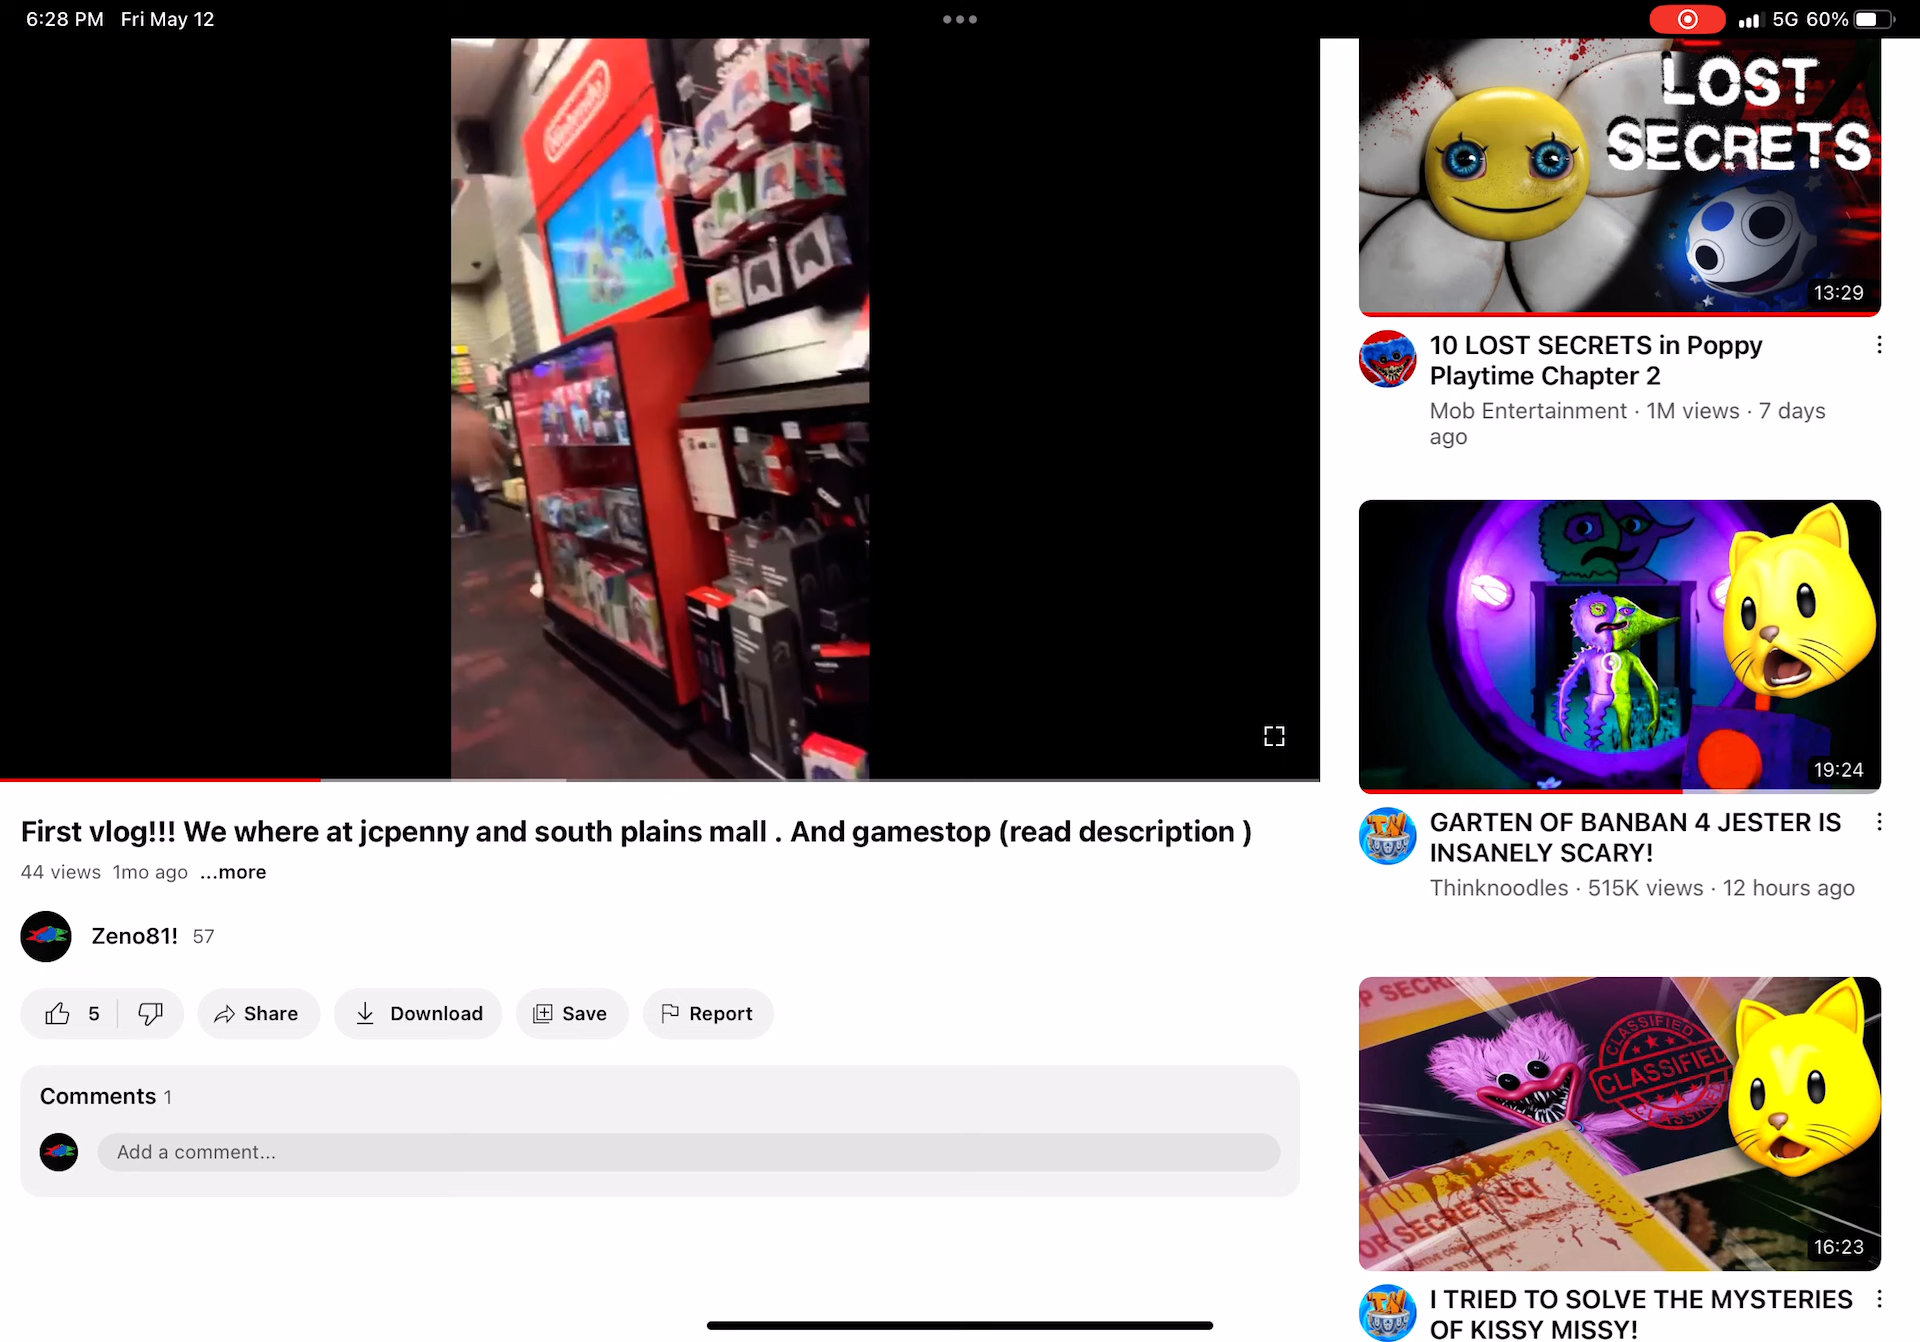 6:28 PM Fri May 12
5G 60%
Nintendo
LOST
SECRETS
13:29
10 LOST SECRETS in Poppy
Playtime Chapter 2
Mob Entertainment · 1M views · 7 days
ago
19:24
GARTEN OF BANBAN 4 JESTER IS
INSANELY SCARY!
Thinknoodles · 515K views · 12 hours ago
CLASSIFIED
CLASSIFIED
16:23
I TRIED TO SOLVE THE MYSTERIES
OF KISSY MISSY!
First vlog!!! We where at jcpenny and south plains mall . And gamestop (read description )
44 views 1mo ago ...more
Zeno81! 57
5 Share Download Save Report
Comments 1
Add a comment...